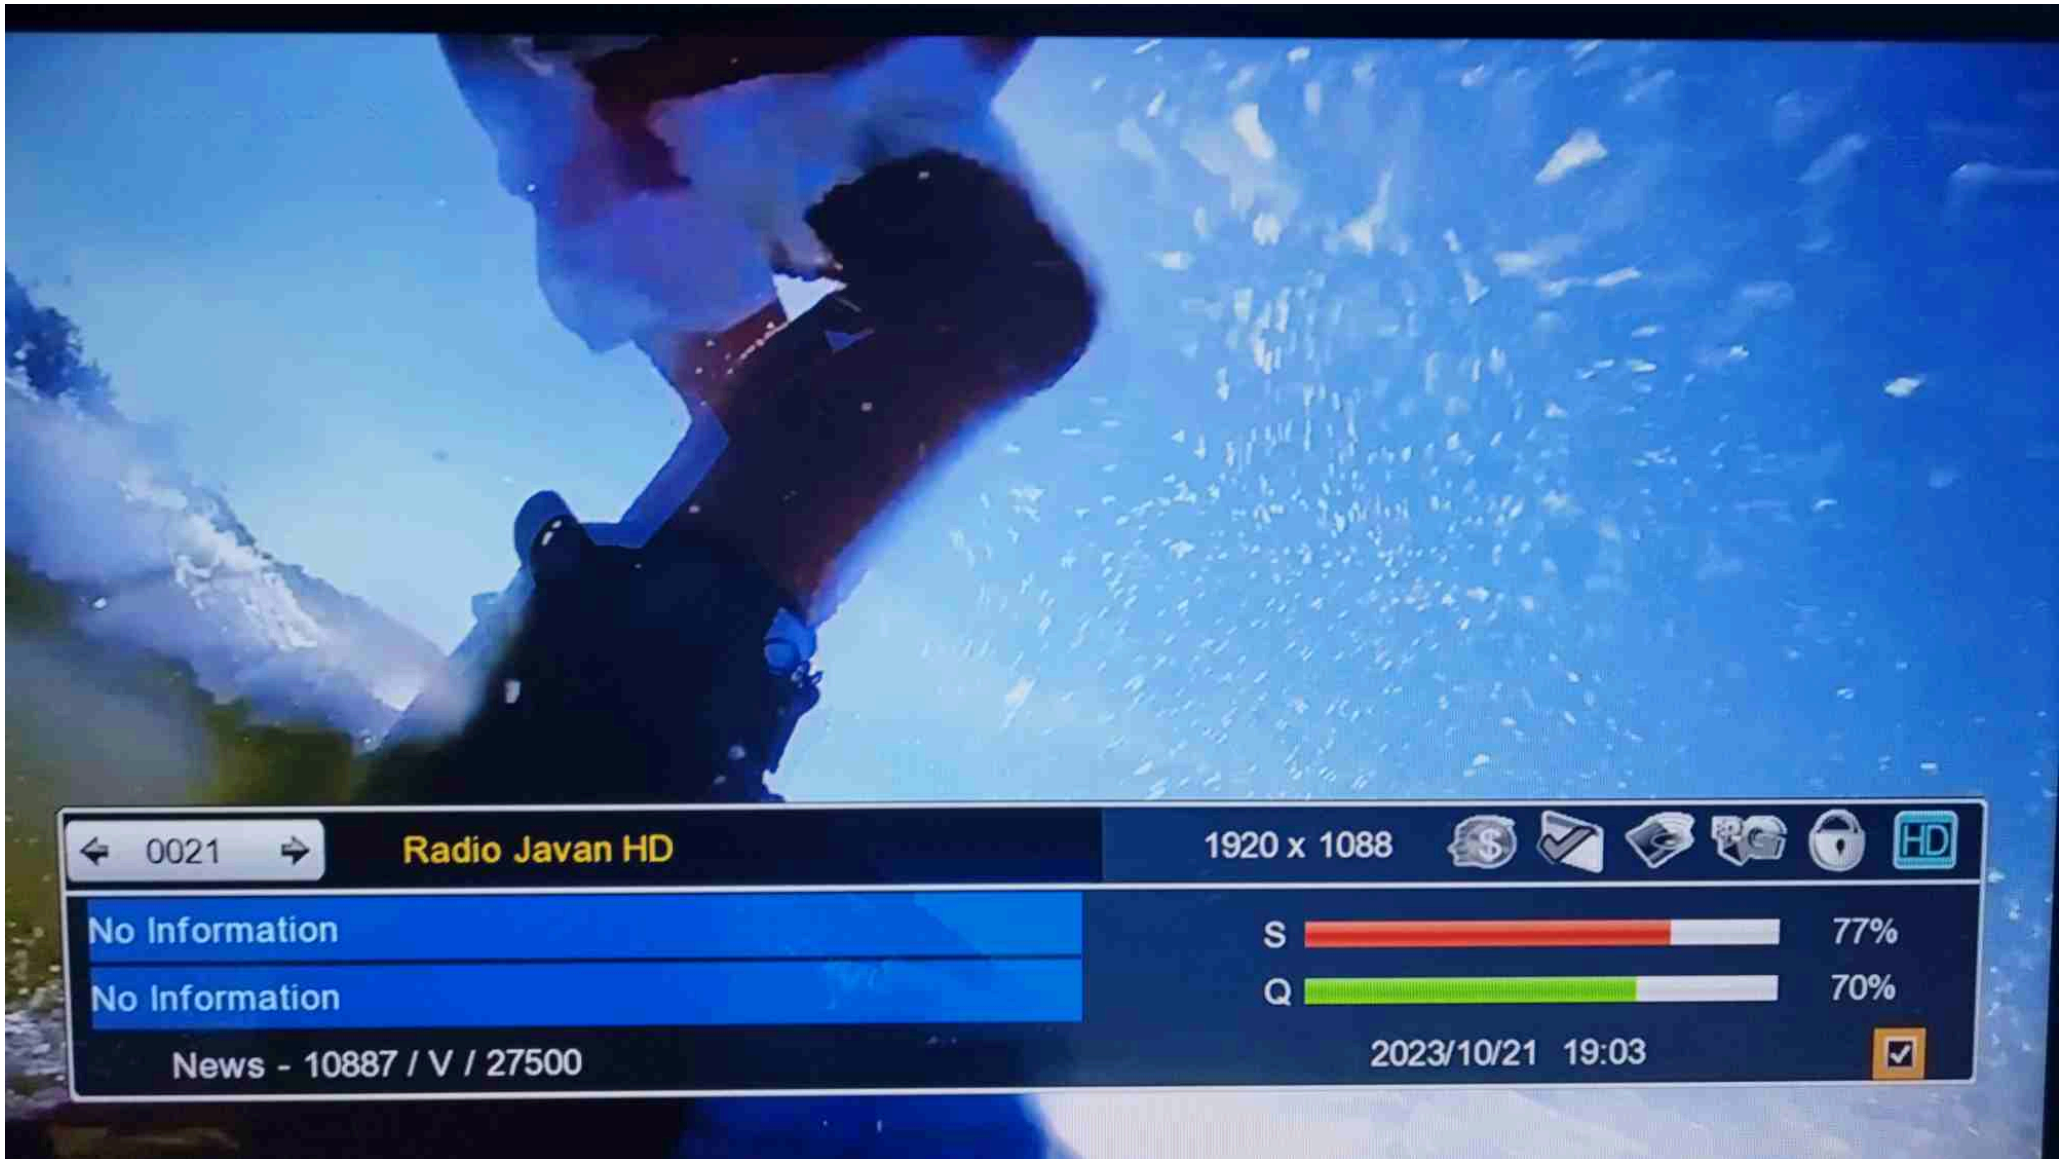 0021 Radio Javan HD 1920 x 1088 $ HD
No Information
S 77%
No Information
Q 70%
News - 10887 / V / 27500 2023/10/21 19:03